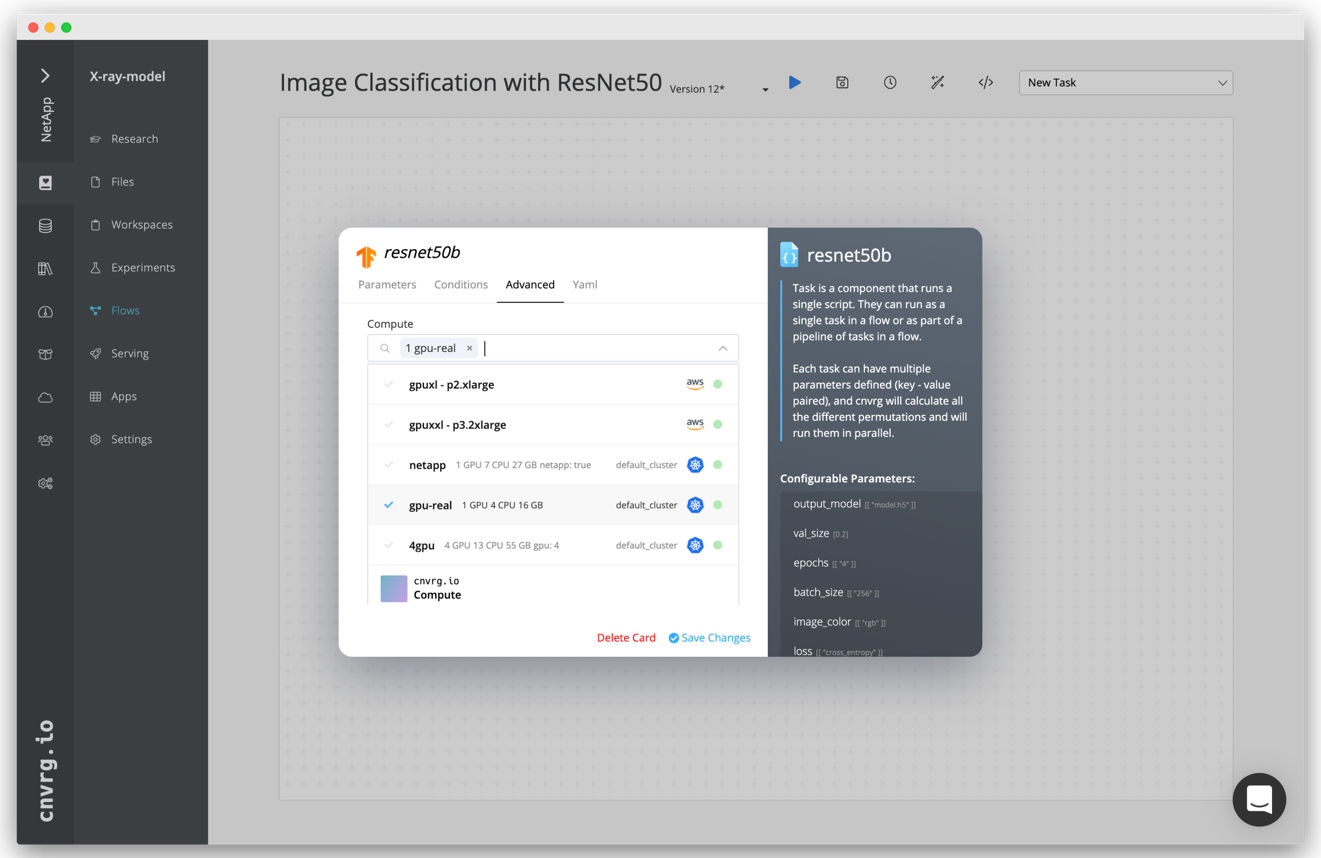 NetApp
cnvrg.io
X-ray-model
Research
Files
Workspaces
Experiments
Flows
Serving
Apps
Settings
Image Classification with ResNet50 Version 12*
New Task
resnet50b
Parameters Conditions Advanced Yaml
Compute
1 gpu-real ×
gpuxl - p2.xlarge aws
gpuxxl - p3.2xlarge aws
netapp 1 GPU 7 CPU 27 GB netapp: true default_cluster
gpu-real 1 GPU 4 CPU 16 GB default_cluster
4gpu 4 GPU 13 CPU 55 GB gpu: 4 default_cluster
cnvrg.io
Compute
Delete Card Save Changes
resnet50b
Task is a component that runs a
single script. They can run as a
single task in a flow or as part of a
pipeline of tasks in a flow.
Each task can have multiple
parameters defined (key - value
paired), and cnvrg will calculate all
the different permutations and will
run them in parallel.
Configurable Parameters:
output_model [[ "model.h5" ]]
val_size [0.2]
epochs [[ "4" ]]
batch_size [[ "256" ]]
image_color [[ "rgb" ]]
loss [[ "cross_entropy" ]]